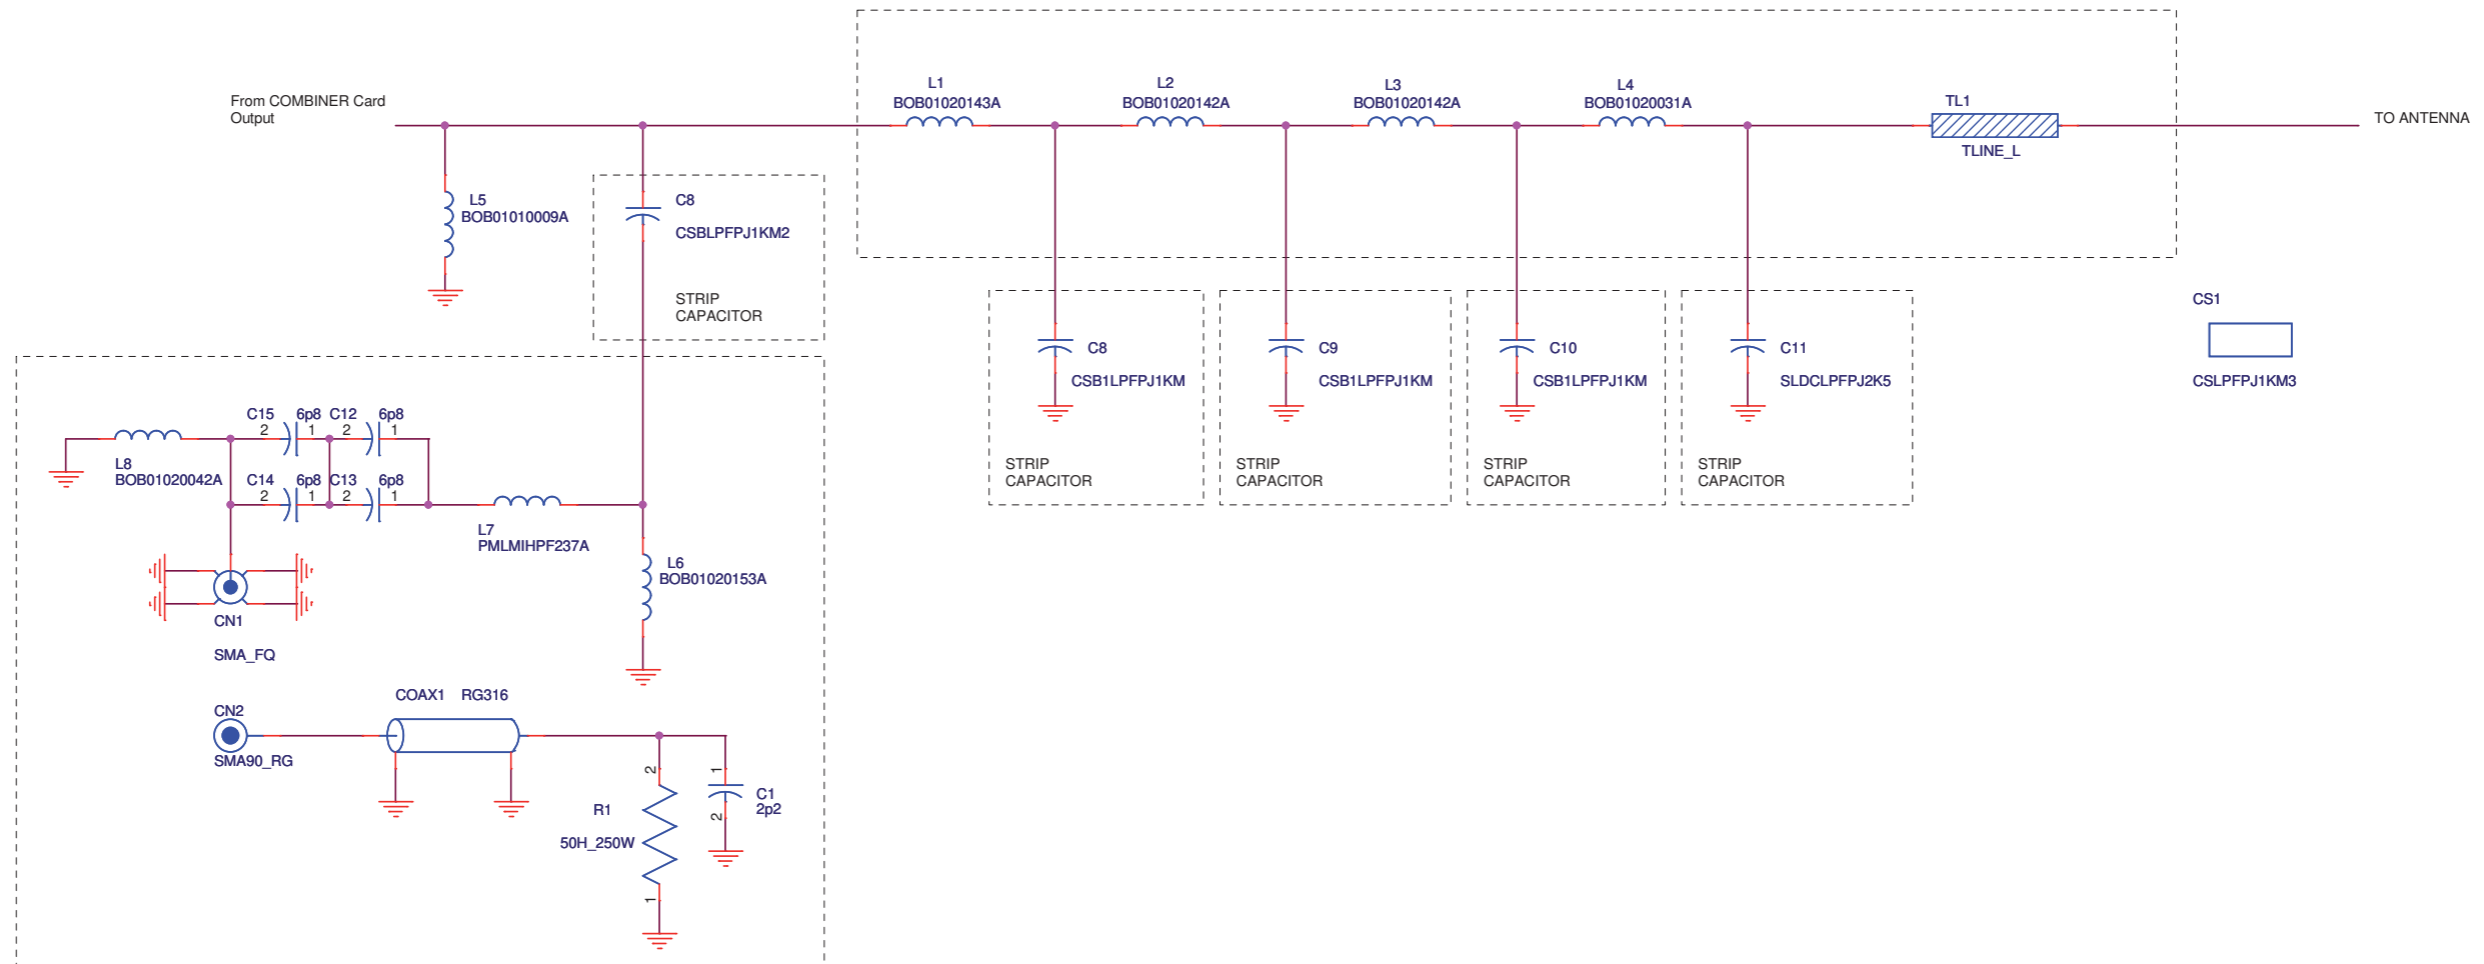 From COMBINER Card
Output
L1
BOB01020143A
L2
BOB01020142A
L3
BOB01020142A
L4
BOB01020031A
TL1
TLINE_L
TO ANTENNA
L5
BOB01010009A
C8
CSBLPFPJ1KM2
STRIP
CAPACITOR
C8
CSB1LPFPJ1KM
STRIP
CAPACITOR
C9
CSB1LPFPJ1KM
STRIP
CAPACITOR
C10
CSB1LPFPJ1KM
STRIP
CAPACITOR
C11
SLDCLPFPJ2K5
STRIP
CAPACITOR
CS1
CSLPFPJ1KM3
C15 6p8 C12 6p8
2 1 2 1
L8
BOB01020042A
C14 6p8 C13 6p8
2 1 2 1
L7
PMLMIHPF237A
L6
BOB01020153A
CN1
SMA_FQ
COAX1 RG316
CN2
SMA90_RG
2
R1
50H_250W
1
1
C1
2p2
2